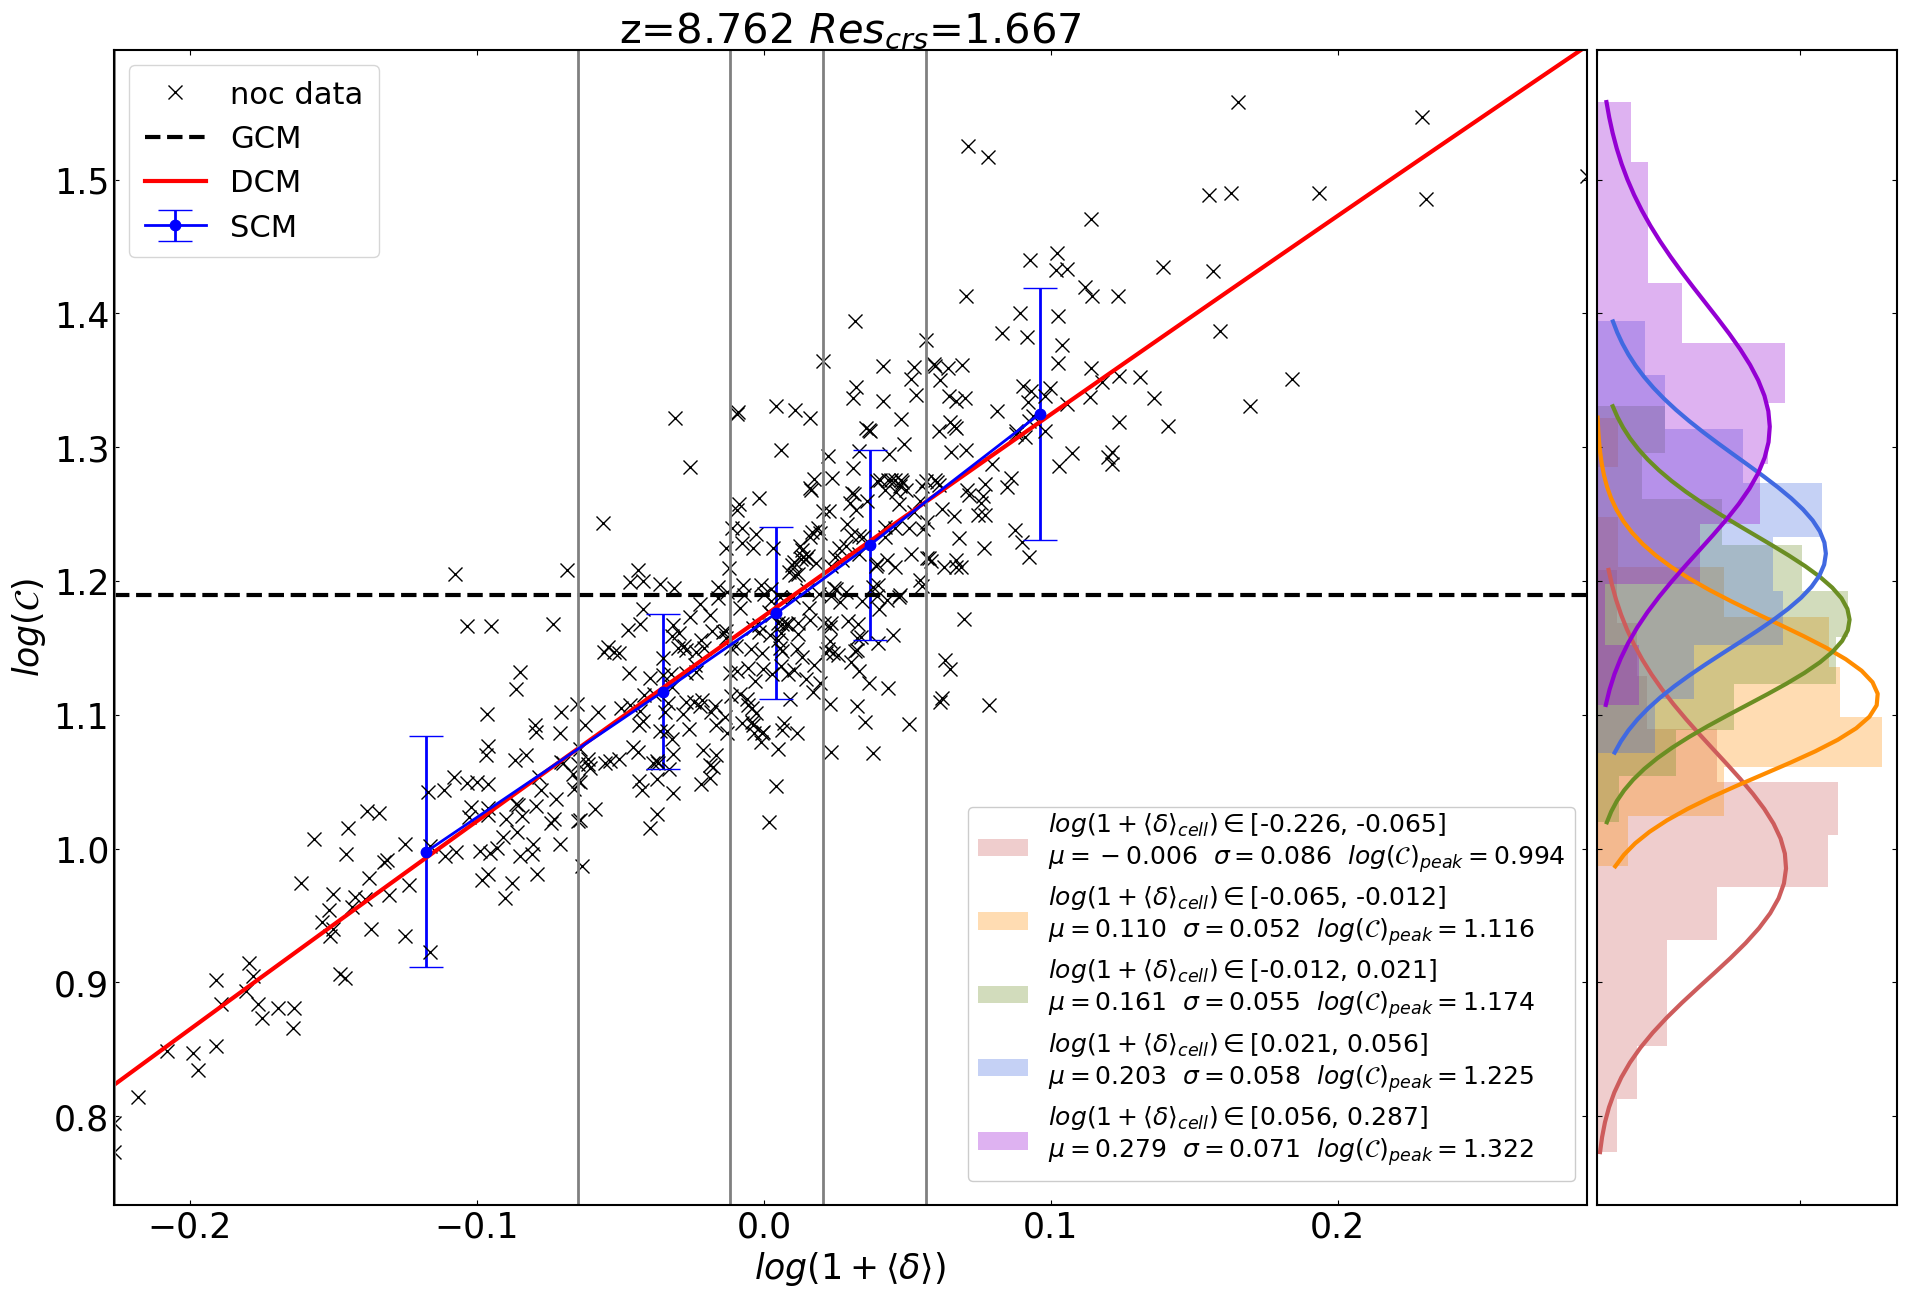 z=8.762 Res_crs=1.667
noc data
GCM
DCM
SCM
1.5
1.4
1.3
1.2
1.1
1.0
0.9
0.8
log(𝒞)
log(1 + ⟨δ⟩_cell) ∈ [-0.226, -0.065]
μ = −0.006 σ = 0.086 log(𝒞)_peak = 0.994
log(1 + ⟨δ⟩_cell) ∈ [-0.065, -0.012]
μ = 0.110 σ = 0.052 log(𝒞)_peak = 1.116
log(1 + ⟨δ⟩_cell) ∈ [-0.012, 0.021]
μ = 0.161 σ = 0.055 log(𝒞)_peak = 1.174
log(1 + ⟨δ⟩_cell) ∈ [0.021, 0.056]
μ = 0.203 σ = 0.058 log(𝒞)_peak = 1.225
log(1 + ⟨δ⟩_cell) ∈ [0.056, 0.287]
μ = 0.279 σ = 0.071 log(𝒞)_peak = 1.322
−0.2 −0.1 0.0 0.1 0.2
log(1 + ⟨δ⟩)